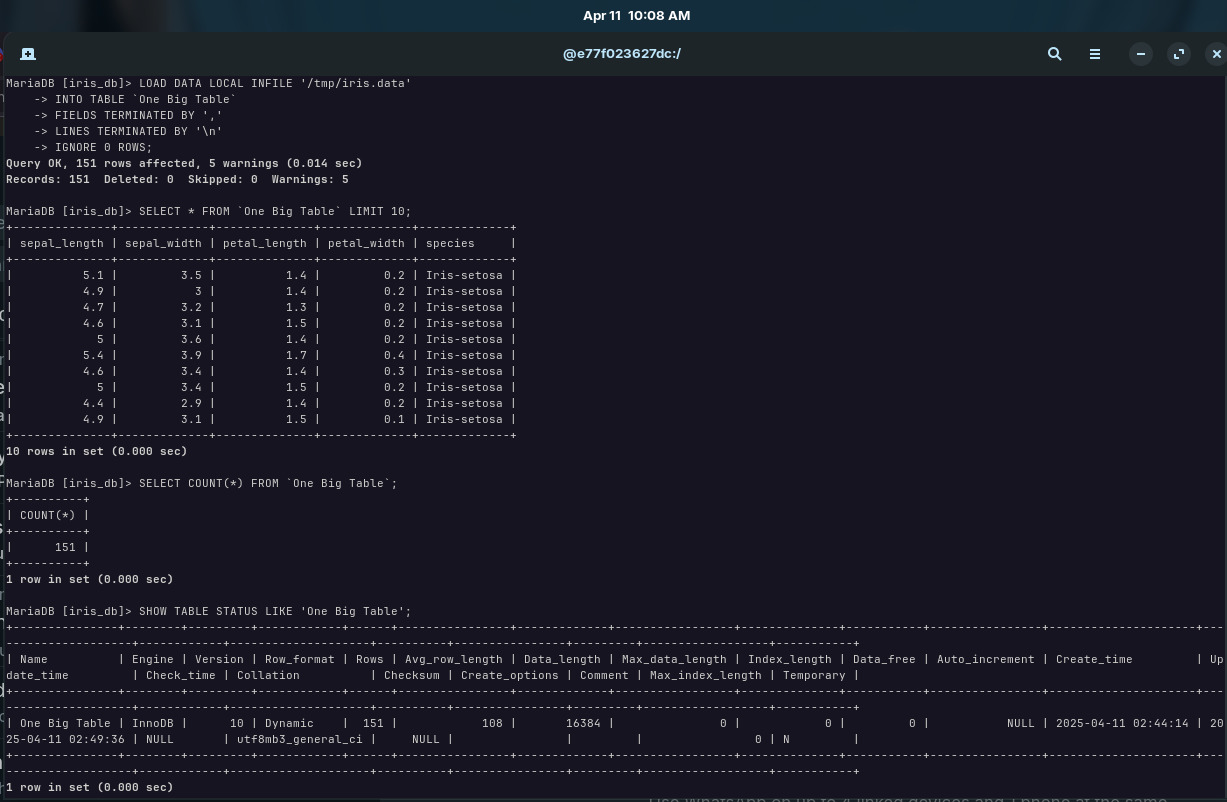 Apr 11 10:08 AM
@e77f023627dc:/
MariaDB [iris_db]> LOAD DATA LOCAL INFILE '/tmp/iris.data'
    -> INTO TABLE `One Big Table`
    -> FIELDS TERMINATED BY ','
    -> LINES TERMINATED BY '\n'
    -> IGNORE 0 ROWS;
Query OK, 151 rows affected, 5 warnings (0.014 sec)
Records: 151  Deleted: 0  Skipped: 0  Warnings: 5
MariaDB [iris_db]> SELECT * FROM `One Big Table` LIMIT 10;
+--------------+-------------+--------------+-------------+-------------+
| sepal_length | sepal_width | petal_length | petal_width | species     |
+--------------+-------------+--------------+-------------+-------------+
|          5.1 |         3.5 |          1.4 |         0.2 | Iris-setosa |
|          4.9 |           3 |          1.4 |         0.2 | Iris-setosa |
|          4.7 |         3.2 |          1.3 |         0.2 | Iris-setosa |
|          4.6 |         3.1 |          1.5 |         0.2 | Iris-setosa |
|            5 |         3.6 |          1.4 |         0.2 | Iris-setosa |
|          5.4 |         3.9 |          1.7 |         0.4 | Iris-setosa |
|          4.6 |         3.4 |          1.4 |         0.3 | Iris-setosa |
|            5 |         3.4 |          1.5 |         0.2 | Iris-setosa |
|          4.4 |         2.9 |          1.4 |         0.2 | Iris-setosa |
|          4.9 |         3.1 |          1.5 |         0.1 | Iris-setosa |
+--------------+-------------+--------------+-------------+-------------+
10 rows in set (0.000 sec)
MariaDB [iris_db]> SELECT COUNT(*) FROM `One Big Table`;
+----------+
| COUNT(*) |
+----------+
|      151 |
+----------+
1 row in set (0.000 sec)
MariaDB [iris_db]> SHOW TABLE STATUS LIKE 'One Big Table';
+---------------+--------+---------+------------+------+----------------+-------------+-----------------+--------------+-----------+----------------+---------------------+---
------------------+------------+--------------------+----------+----------------+---------+------------------+-----------+
| Name          | Engine | Version | Row_format | Rows | Avg_row_length | Data_length | Max_data_length | Index_length | Data_free | Auto_increment | Create_time         | Up
date_time         | Check_time | Collation          | Checksum | Create_options | Comment | Max_index_length | Temporary |
+---------------+--------+---------+------------+------+----------------+-------------+-----------------+--------------+-----------+----------------+---------------------+---
------------------+------------+--------------------+----------+----------------+---------+------------------+-----------+
| One Big Table | InnoDB |      10 | Dynamic    |  151 |            108 |       16384 |               0 |            0 |         0 |           NULL | 2025-04-11 02:44:14 | 20
25-04-11 02:49:36 | NULL       | utf8mb3_general_ci |     NULL |                |         |                0 | N         |
+---------------+--------+---------+------------+------+----------------+-------------+-----------------+--------------+-----------+----------------+---------------------+---
------------------+------------+--------------------+----------+----------------+---------+------------------+-----------+
1 row in set (0.000 sec)